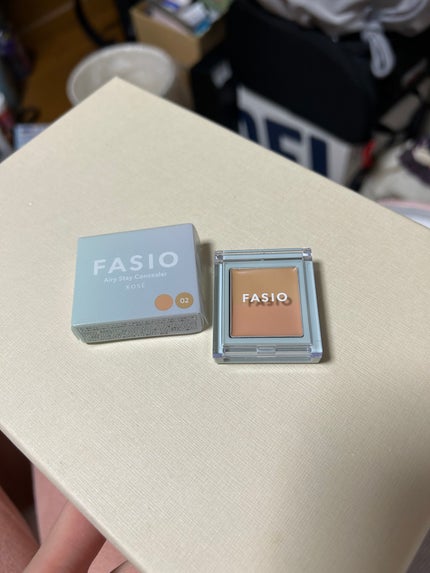 FASIO
Airy Stay Concealer
KOSÉ
02
FASIO